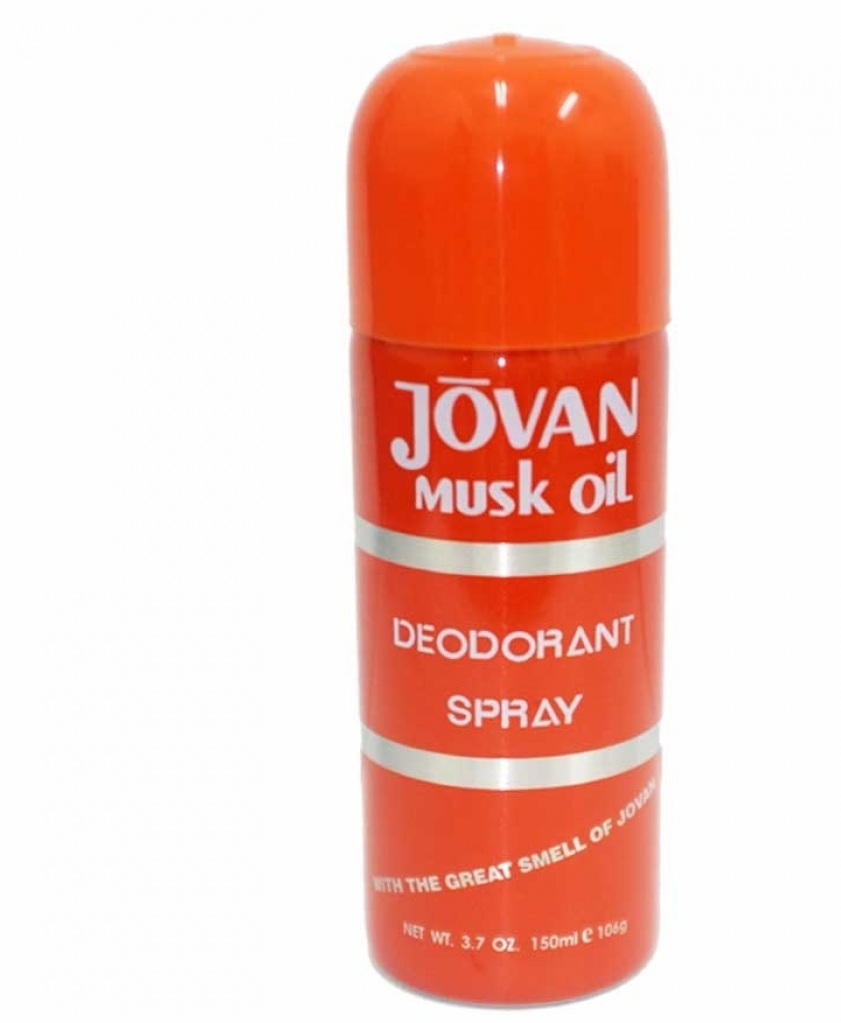 JŌVAN
MUSK OIL
DEODORANT
SPRAY
WITH THE GREAT SMELL OF JOVAN
NET WT. 3.7 OZ. 150ml e 106g